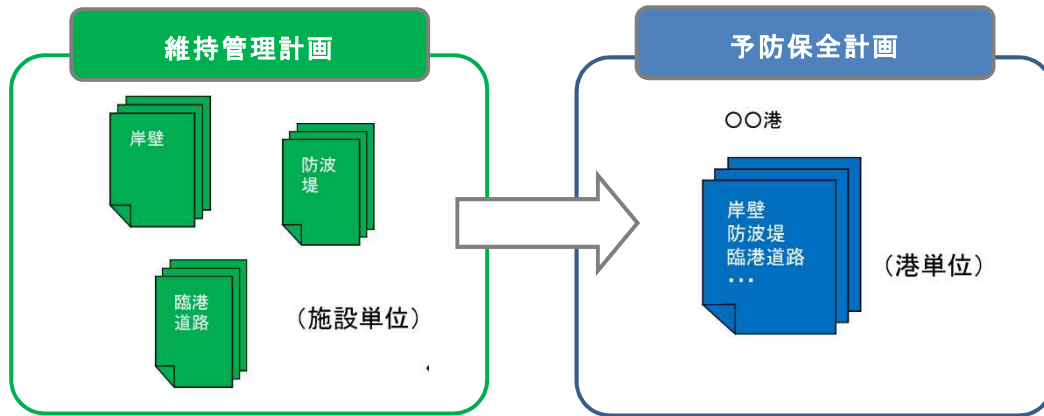 維持管理計画
岸壁
防波
堤
臨港
道路
（施設単位）
予防保全計画
〇〇港
岸壁
防波堤
臨港道路
…
（港単位）